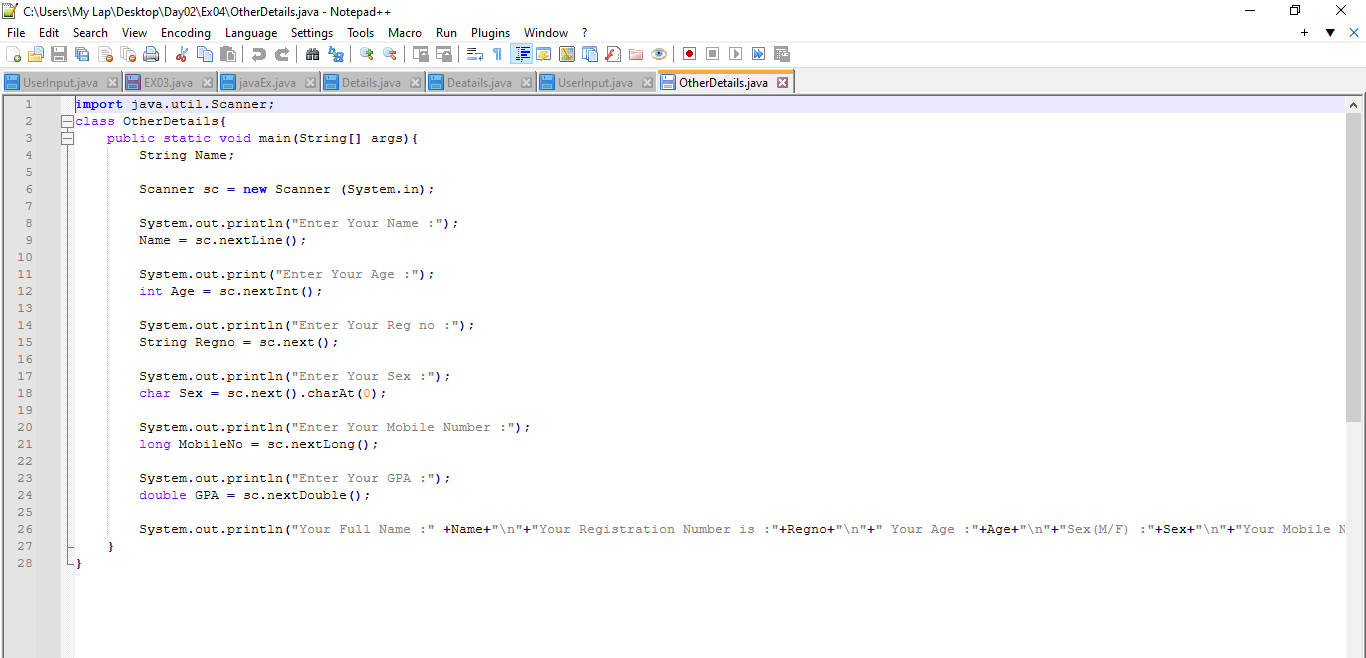 C:\Users\My Lap\Desktop\Day02\Ex04\OtherDetails.java - Notepad++
File Edit Search View Encoding Language Settings Tools Macro Run Plugins Window ?
UserInput.java EX03.java javaEx.java Details.java Deatails.java UserInput.java OtherDetails.java
1 import java.util.Scanner;
2 class OtherDetails{
3 public static void main(String[] args){
4 String Name;
5
6 Scanner sc = new Scanner (System.in);
7
8 System.out.println("Enter Your Name :");
9 Name = sc.nextLine();
10
11 System.out.print("Enter Your Age :");
12 int Age = sc.nextInt();
13
14 System.out.println("Enter Your Reg no :");
15 String Regno = sc.next();
16
17 System.out.println("Enter Your Sex :");
18 char Sex = sc.next().charAt(0);
19
20 System.out.println("Enter Your Mobile Number :");
21 long MobileNo = sc.nextLong();
22
23 System.out.println("Enter Your GPA :");
24 double GPA = sc.nextDouble();
25
26 System.out.println("Your Full Name :" +Name+"\n"+"Your Registration Number is :"+Regno+"\n"+" Your Age :"+Age+"\n"+"Sex(M/F) :"+Sex+"\n"+"Your Mobile N
27 }
28 }